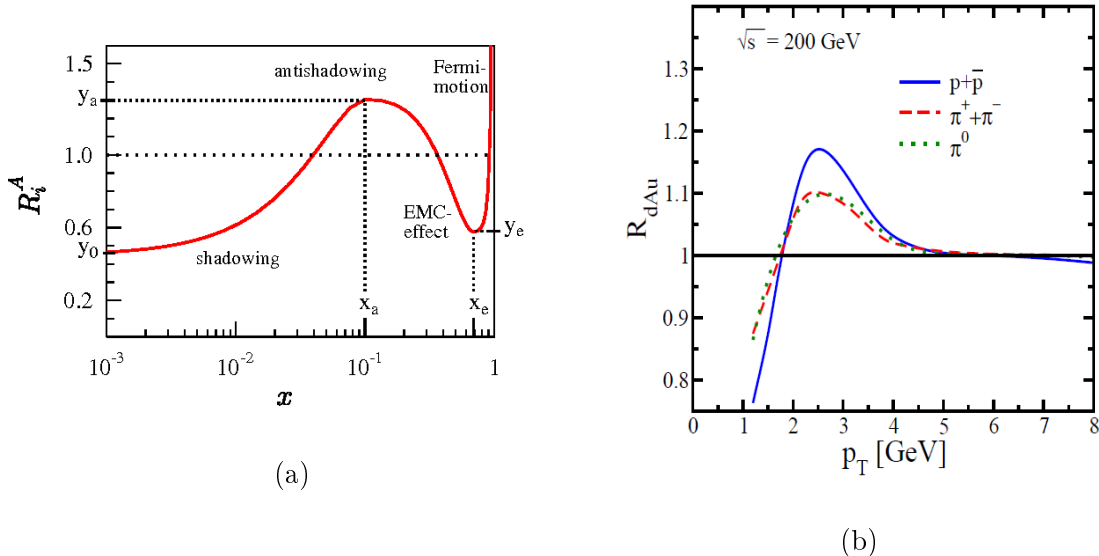 1.5
1.0
0.6
0.2
y_a
y_0
y_e
R_i^A
antishadowing
Fermi-
motion
EMC-
effect
shadowing
x_a
x_e
10^-3
10^-2
10^-1
1
x
(a)
√s = 200 GeV
p+p̅
π^+ + π^-
π^0
1.3
1.2
1.1
1
0.9
0.8
R_dAu
0
1
2
3
4
5
6
7
8
p_T [GeV]
(b)